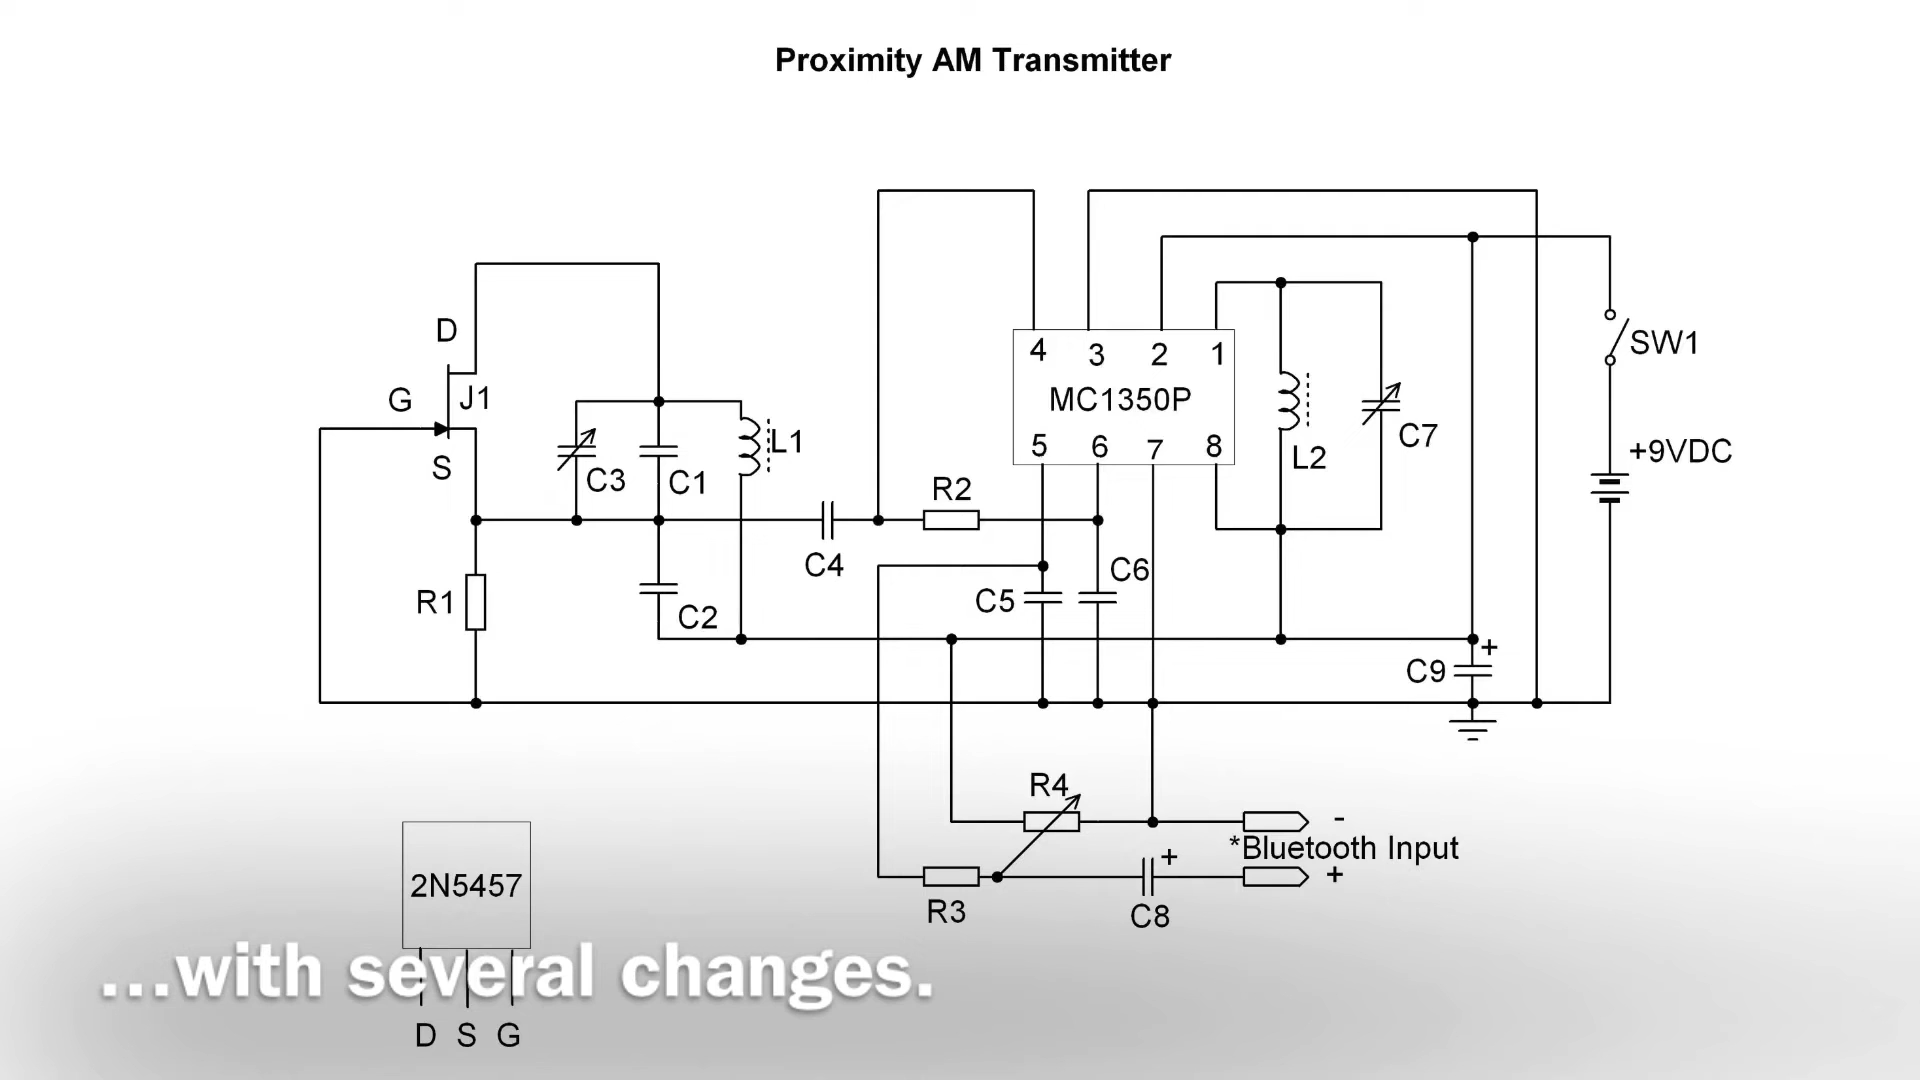 Proximity AM Transmitter
D
G
J1
S
C3
C1
L1
R1
C2
C4
R2
4 3 2 1
MC1350P
5 6 7 8
C5
C6
L2
C7
SW1
+9VDC
C9
+
R4
-
*Bluetooth Input
+
+
R3
C8
2N5457
D S G
...with several changes.